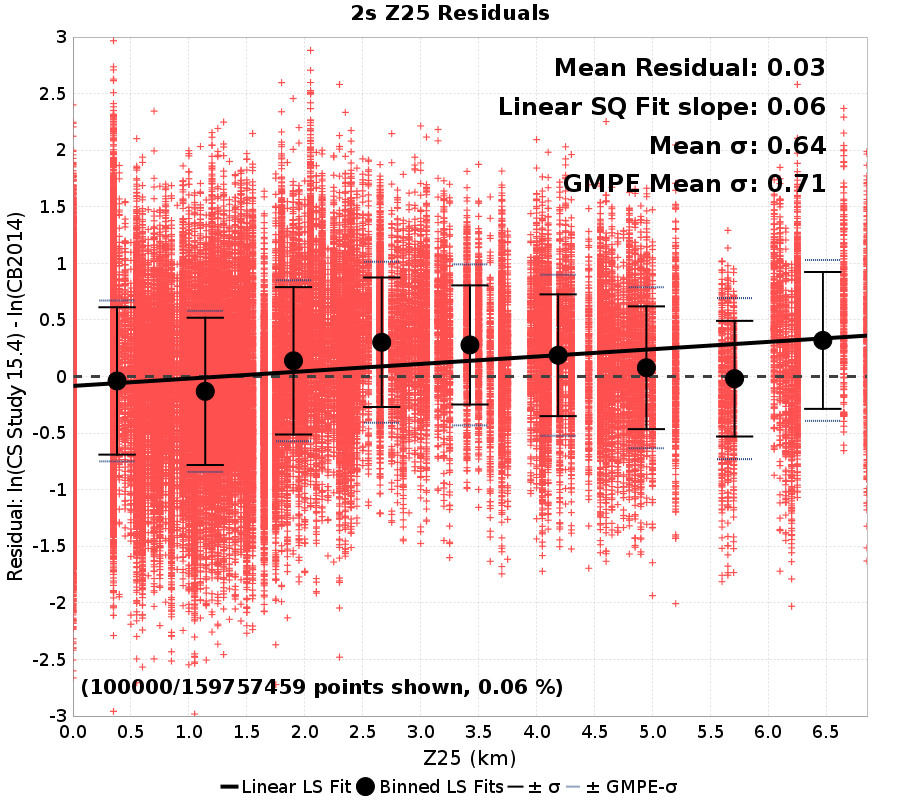 2s Z25 Residuals
Mean Residual: 0.03
Linear SQ Fit slope: 0.06
Mean σ: 0.64
GMPE Mean σ: 0.71
Residual: ln(CS Study 15.4) - ln(CB2014)
3
2.5
2
1.5
1
0.5
0
-0.5
-1
-1.5
-2
-2.5
-3
(100000/159757459 points shown, 0.06 %)
0.0 0.5 1.0 1.5 2.0 2.5 3.0 3.5 4.0 4.5 5.0 5.5 6.0 6.5
Z25 (km)
Linear LS Fit Binned LS Fits ± σ ± GMPE-σ